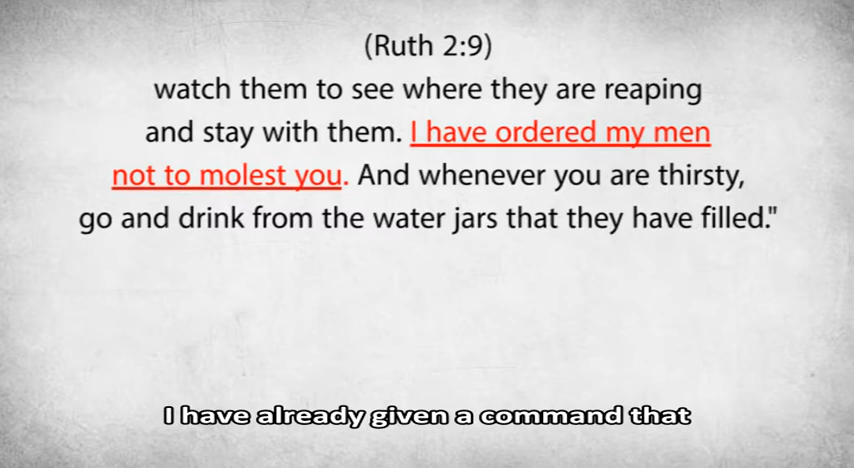 (Ruth 2:9)
watch them to see where they are reaping
and stay with them. I have ordered my men
not to molest you. And whenever you are thirsty,
go and drink from the water jars that they have filled."
I have already given a command that